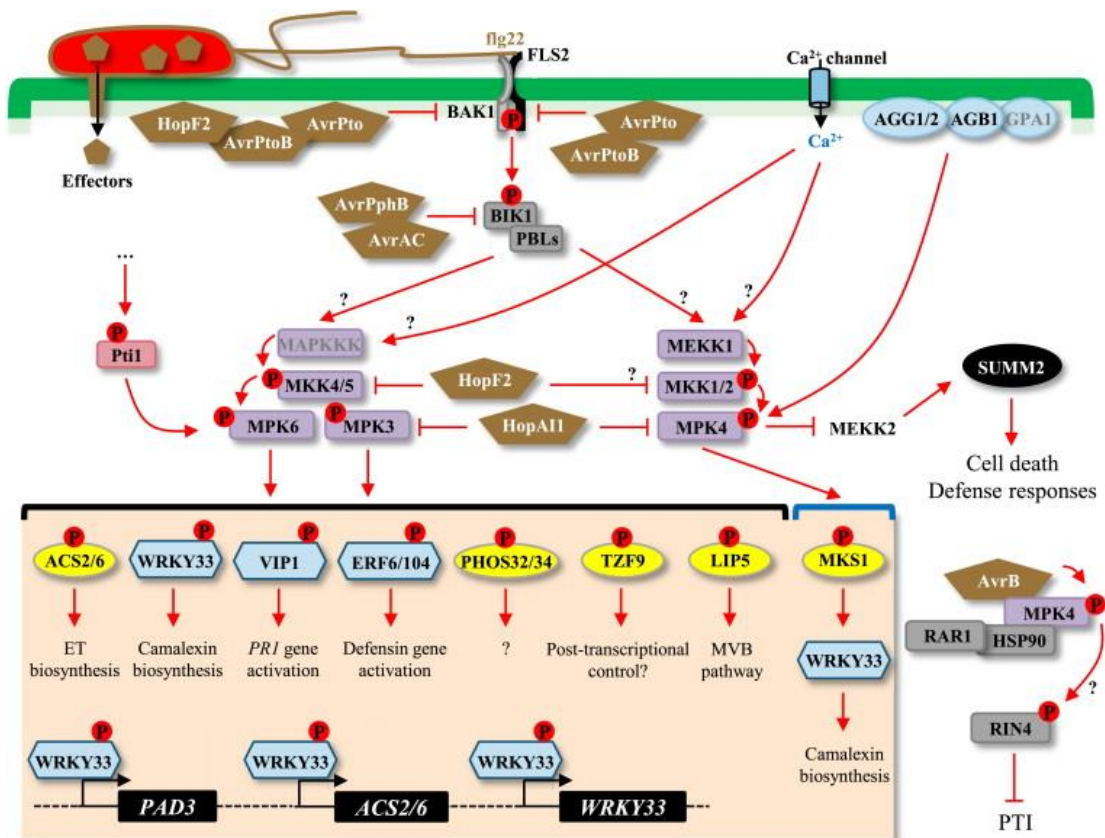 flg22
FLS2
Ca²⁺ channel
HopF2
AvrPtoB
AvrPto
BAK1
P
AvrPto
AvrPtoB
Ca²⁺
AGG1/2
AGB1
GPA1
Effectors
P
AvrPphB
AvrAC
BIK1
PBLs
...
?
?
?
?
P
Pti1
MAPKKK
MEKK1
P
MKK4/5
HopF2
?
MKK1/2
P
SUMM2
P
MPK6
P
MPK3
HopAI1
MPK4
P
MEKK2
Cell death
Defense responses
P
ACS2/6
P
WRKY33
P
VIP1
P
ERF6/104
P
PHOS32/34
P
TZF9
P
LIP5
P
MKS1
ET
biosynthesis
Camalexin
biosynthesis
PR1 gene
activation
Defensin gene
activation
?
Post-transcriptional
control?
MVB
pathway
WRKY33
Camalexin
biosynthesis
AvrB
MPK4
P
RAR1
HSP90
?
P
RIN4
PTI
P
WRKY33
PAD3
P
WRKY33
ACS2/6
P
WRKY33
WRKY33